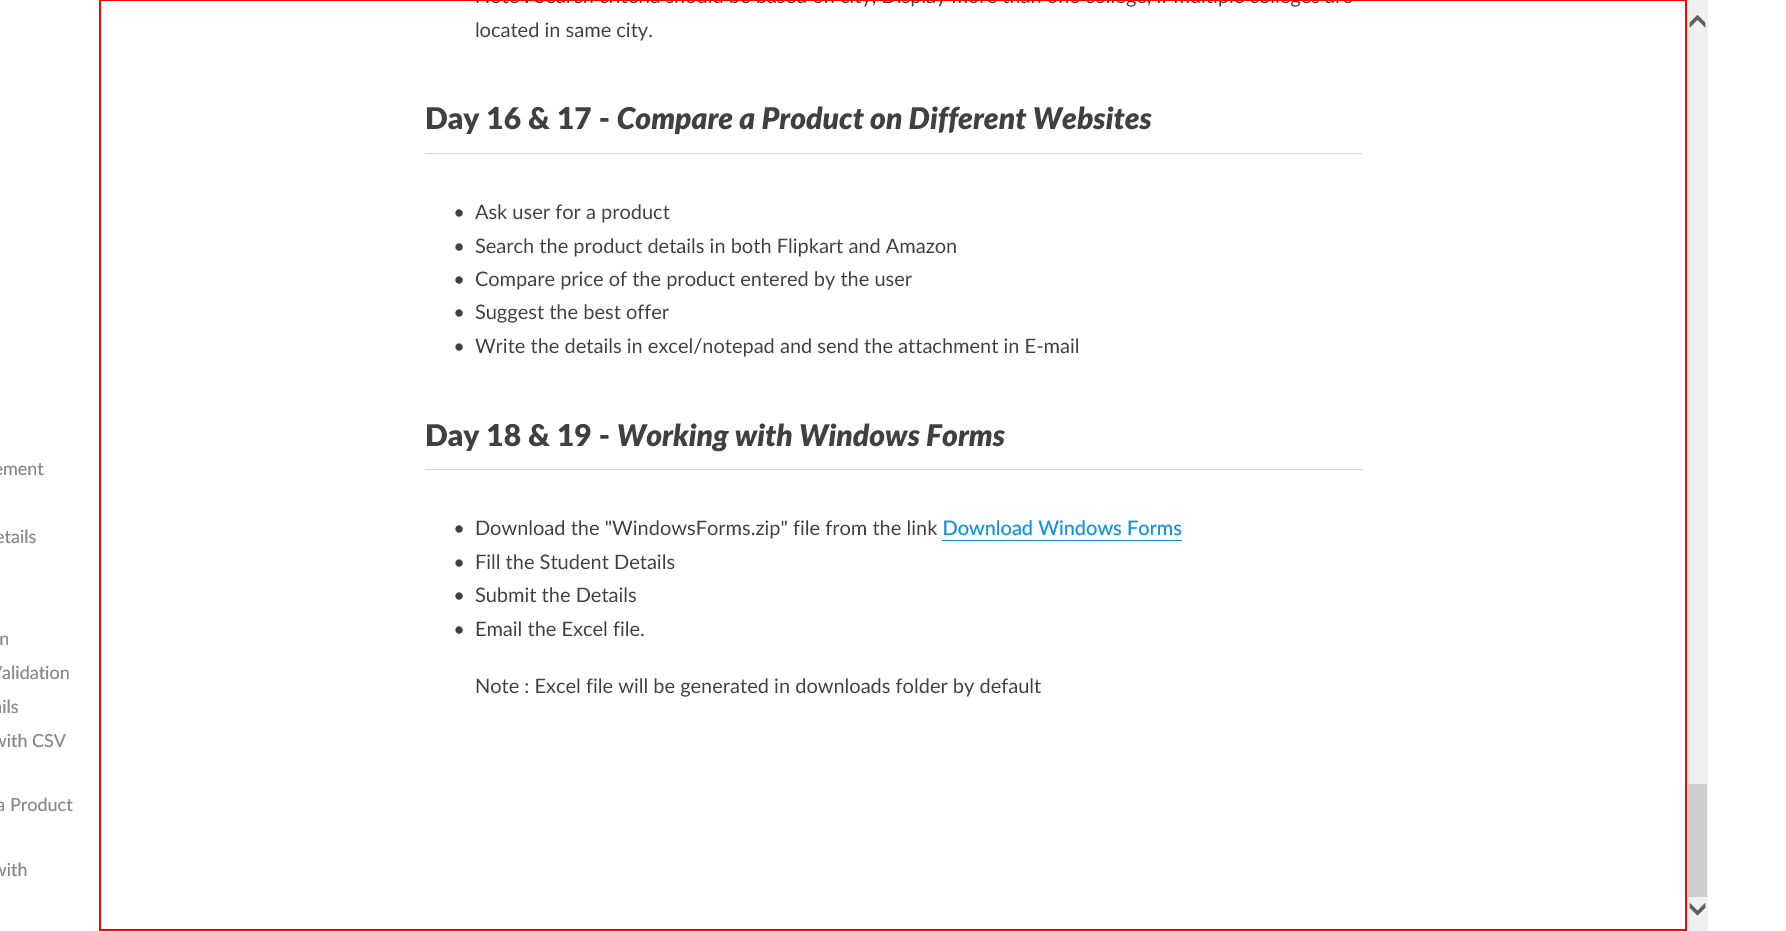 located in same city.
Day 16 & 17 - Compare a Product on Different Websites
• Ask user for a product
• Search the product details in both Flipkart and Amazon
• Compare price of the product entered by the user
• Suggest the best offer
• Write the details in excel/notepad and send the attachment in E-mail
Day 18 & 19 - Working with Windows Forms
ement
• Download the "WindowsForms.zip" file from the link Download Windows Forms
etails
• Fill the Student Details
• Submit the Details
• Email the Excel file.
n
Validation
Note : Excel file will be generated in downloads folder by default
ils
with CSV
a Product
with